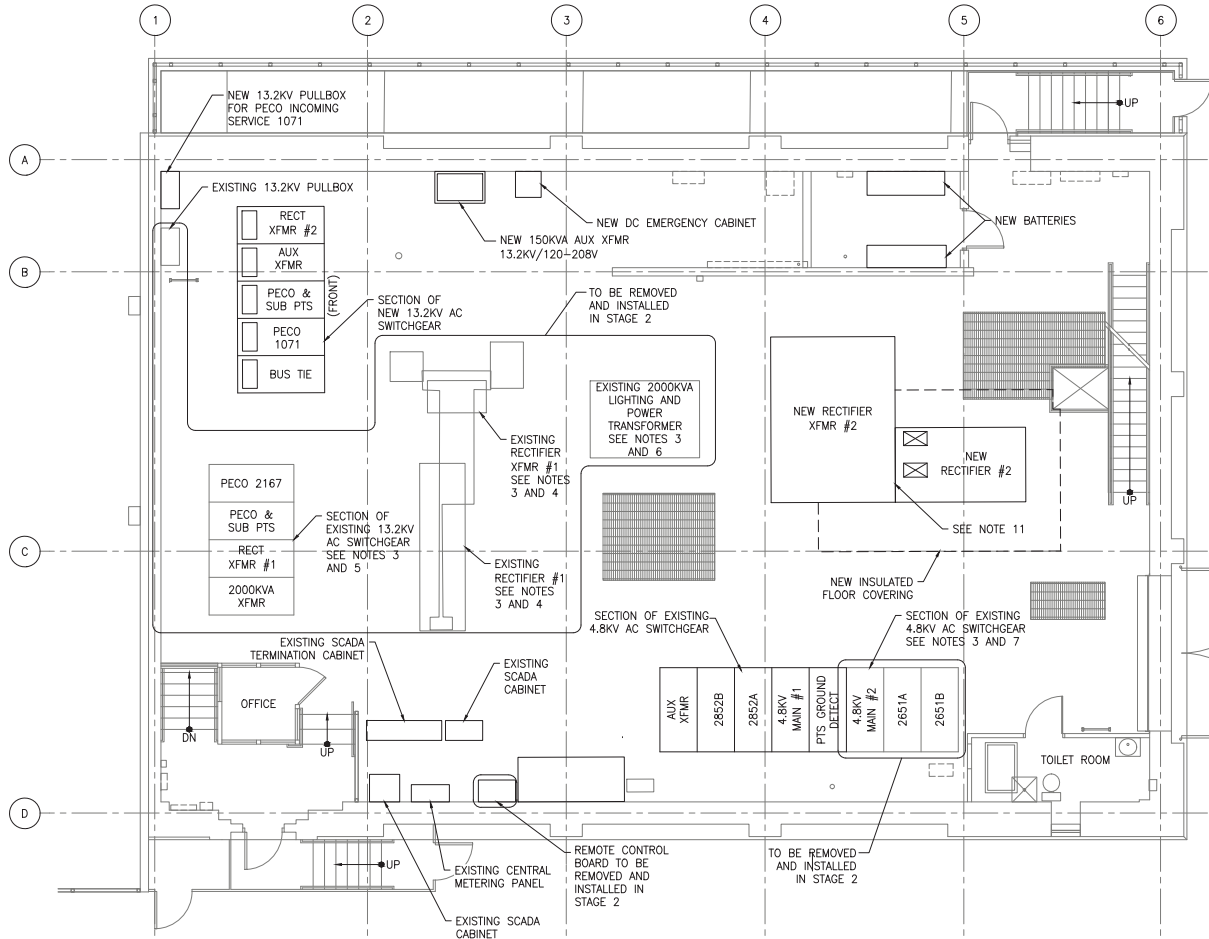 1
2
3
4
5
6
NEW 13.2KV PULLBOX
FOR PECO INCOMING
SERVICE 1071
UP
A
EXISTING 13.2KV PULLBOX
RECT
XFMR #2
AUX
XFMR
PECO &
SUB PTS
PECO
1071
BUS TIE
(FRONT)
NEW DC EMERGENCY CABINET
NEW 150KVA AUX XFMR
13.2KV/120-208V
NEW BATTERIES
B
SECTION OF
NEW 13.2KV AC
SWITCHGEAR
TO BE REMOVED
AND INSTALLED
IN STAGE 2
EXISTING 2000KVA
LIGHTING AND
POWER
TRANSFORMER
SEE NOTES 3
AND 6
NEW RECTIFIER
XFMR #2
NEW
RECTIFIER #2
EXISTING
RECTIFIER
XFMR #1
SEE NOTES
3 AND 4
UP
PECO 2167
PECO &
SUB PTS
RECT
XFMR #1
2000KVA
XFMR
SECTION OF
EXISTING 13.2KV
AC SWITCHGEAR
SEE NOTES 3
AND 5
SEE NOTE 11
C
EXISTING
RECTIFIER #1
SEE NOTES
3 AND 4
NEW INSULATED
FLOOR COVERING
SECTION OF EXISTING
4.8KV AC SWITCHGEAR
SECTION OF EXISTING
4.8KV AC SWITCHGEAR
SEE NOTES 3 AND 7
EXISTING SCADA
TERMINATION CABINET
EXISTING
SCADA
CABINET
OFFICE
DN
UP
AUX
XFMR
2852B
2852A
4.8KV
MAIN #1
PTS GROUND
DETECT
4.8KV
MAIN #2
2651A
2651B
TOILET ROOM
D
UP
EXISTING CENTRAL
METERING PANEL
REMOTE CONTROL
BOARD TO BE
REMOVED AND
INSTALLED IN
STAGE 2
TO BE REMOVED
AND INSTALLED
IN STAGE 2
EXISTING SCADA
CABINET